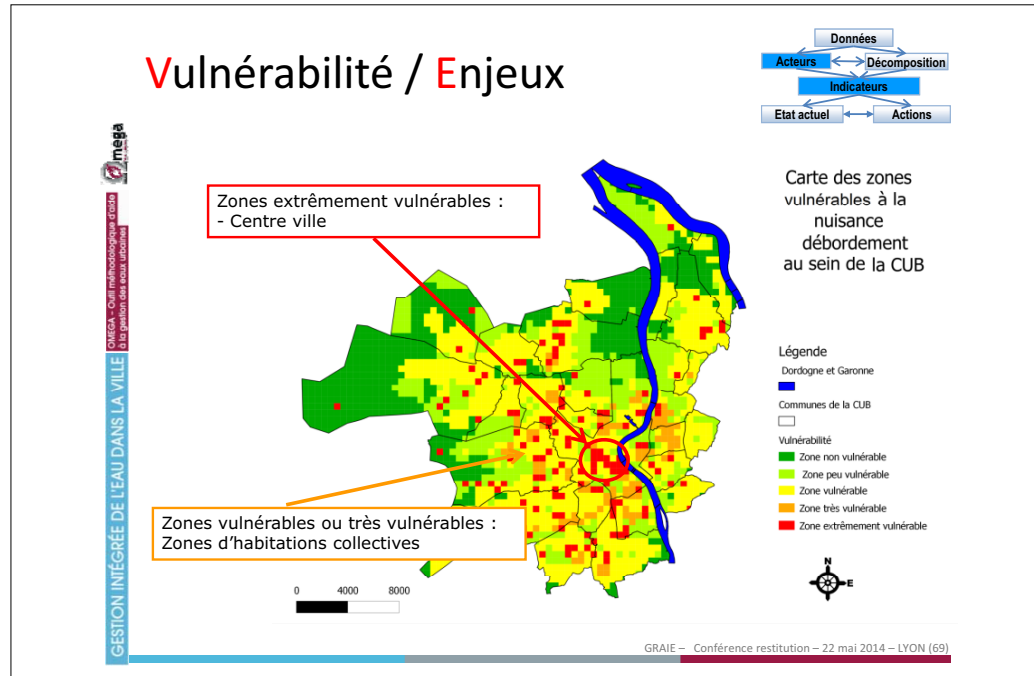 Vulnérabilité / Enjeux
Données
Acteurs
Décomposition
Indicateurs
Etat actuel
Actions
mega
OMEGA - Outil méthodologique d'aide
à la gestion des eaux urbaines
GESTION INTÉGRÉE DE L'EAU DANS LA VILLE
Zones extrêmement vulnérables :
- Centre ville
Carte des zones
vulnérables à la
nuisance
débordement
au sein de la CUB
Légende
Dordogne et Garonne
Communes de la CUB
Vulnérabilité
Zone non vulnérable
Zone peu vulnérable
Zone vulnérable
Zone très vulnérable
Zone extrêmement vulnérable
Zones vulnérables ou très vulnérables :
Zones d'habitations collectives
0 4000 8000
N
E
GRAIE – Conférence restitution – 22 mai 2014 – LYON (69)